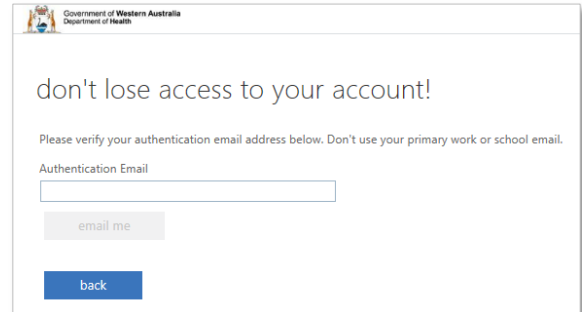 Government of Western Australia
Department of Health
don't lose access to your account!
Please verify your authentication email address below. Don't use your primary work or school email.
Authentication Email
email me
back